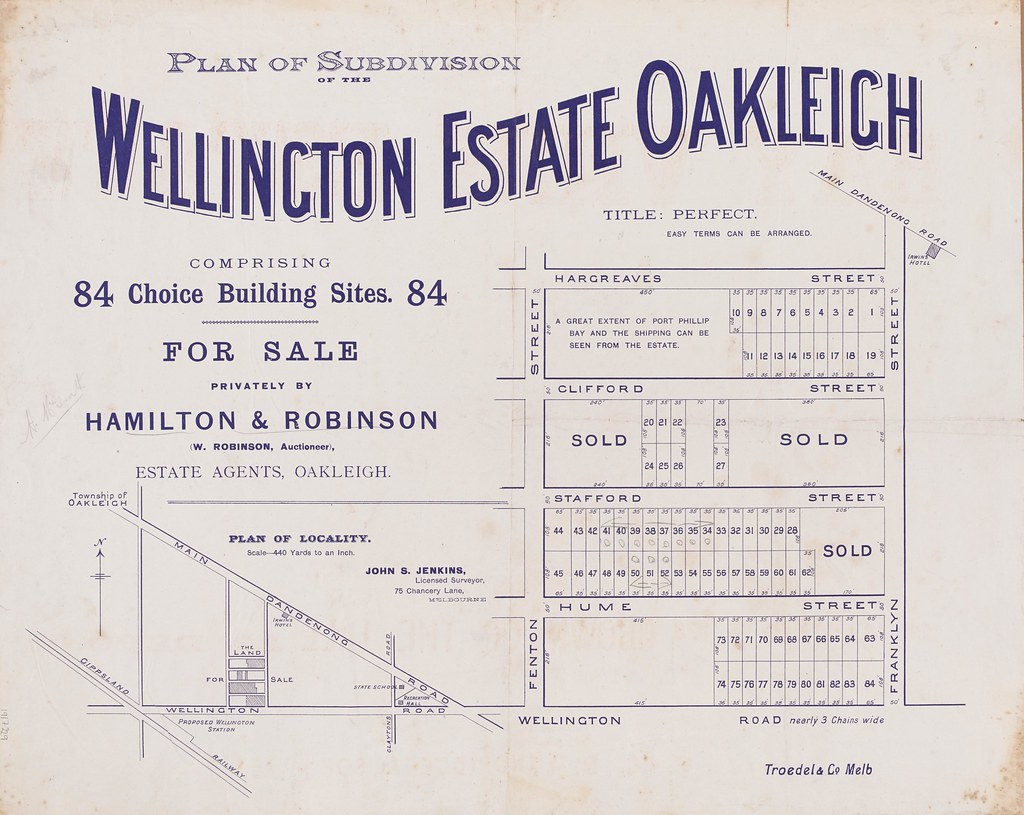 PLAN OF SUBDIVISION
OF THE
WELLINGTON ESTATE OAKLEIGH
TITLE: PERFECT.
EASY TERMS CAN BE ARRANGED.
MAIN DANDENONG ROAD
IRWINS
HOTEL
COMPRISING
84 Choice Building Sites. 84
FOR SALE
PRIVATELY BY
HAMILTON & ROBINSON
(W. ROBINSON, Auctioneer),
ESTATE AGENTS, OAKLEIGH.
HARGREAVES STREET
480'
A GREAT EXTENT OF PORT PHILLIP
BAY AND THE SHIPPING CAN BE
SEEN FROM THE ESTATE.
10 9 8 7 6 5 4 3 2 1
11 12 13 14 15 16 17 18 19
STREET
STREET
CLIFFORD STREET
240' 35' 35' 35' 70' 35' 380'
SOLD
20 21 22 23
24 25 26 27
SOLD
STAFFORD STREET
44 43 42 41 40 39 38 37 36 35 34 33 32 31 30 29 28
45 46 47 48 49 50 51 52 53 54 55 56 57 58 59 60 61 62
SOLD
HUME STREET
415'
73 72 71 70 69 68 67 66 65 64 63
74 75 76 77 78 79 80 81 82 83 84
415'
FENTON
FRANKLYN
WELLINGTON ROAD nearly 3 Chains wide
Troedel & Co Melb
Township of
OAKLEIGH
N
PLAN OF LOCALITY.
Scale—440 Yards to an Inch.
JOHN S. JENKINS,
Licensed Surveyor,
75 Chancery Lane,
MELBOURNE
MAIN DANDENONG ROAD
IRWINS
HOTEL
THE
LAND
FOR SALE
STATE SCHOOL
RECREATION
HALL
ROAD
CLAYTONS
WELLINGTON ROAD
PROPOSED WELLINGTON
STATION
GIPPSLAND
RAILWAY